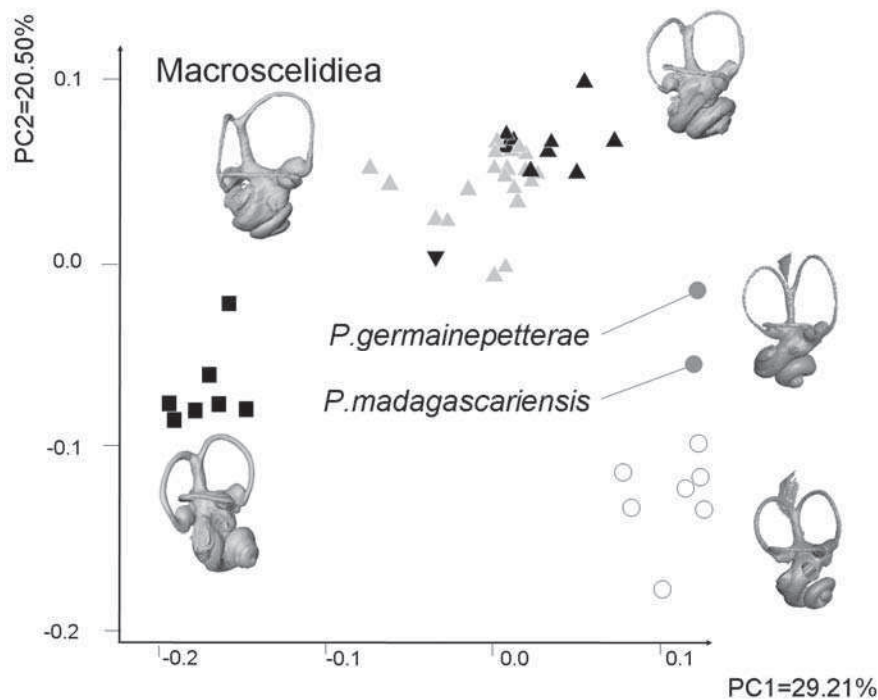 PC2=20.50%
Macroscelidiea
0.1
0.0
-0.1
-0.2
P.germainepetterae
P.madagascariensis
-0.2
-0.1
0.0
0.1
PC1=29.21%